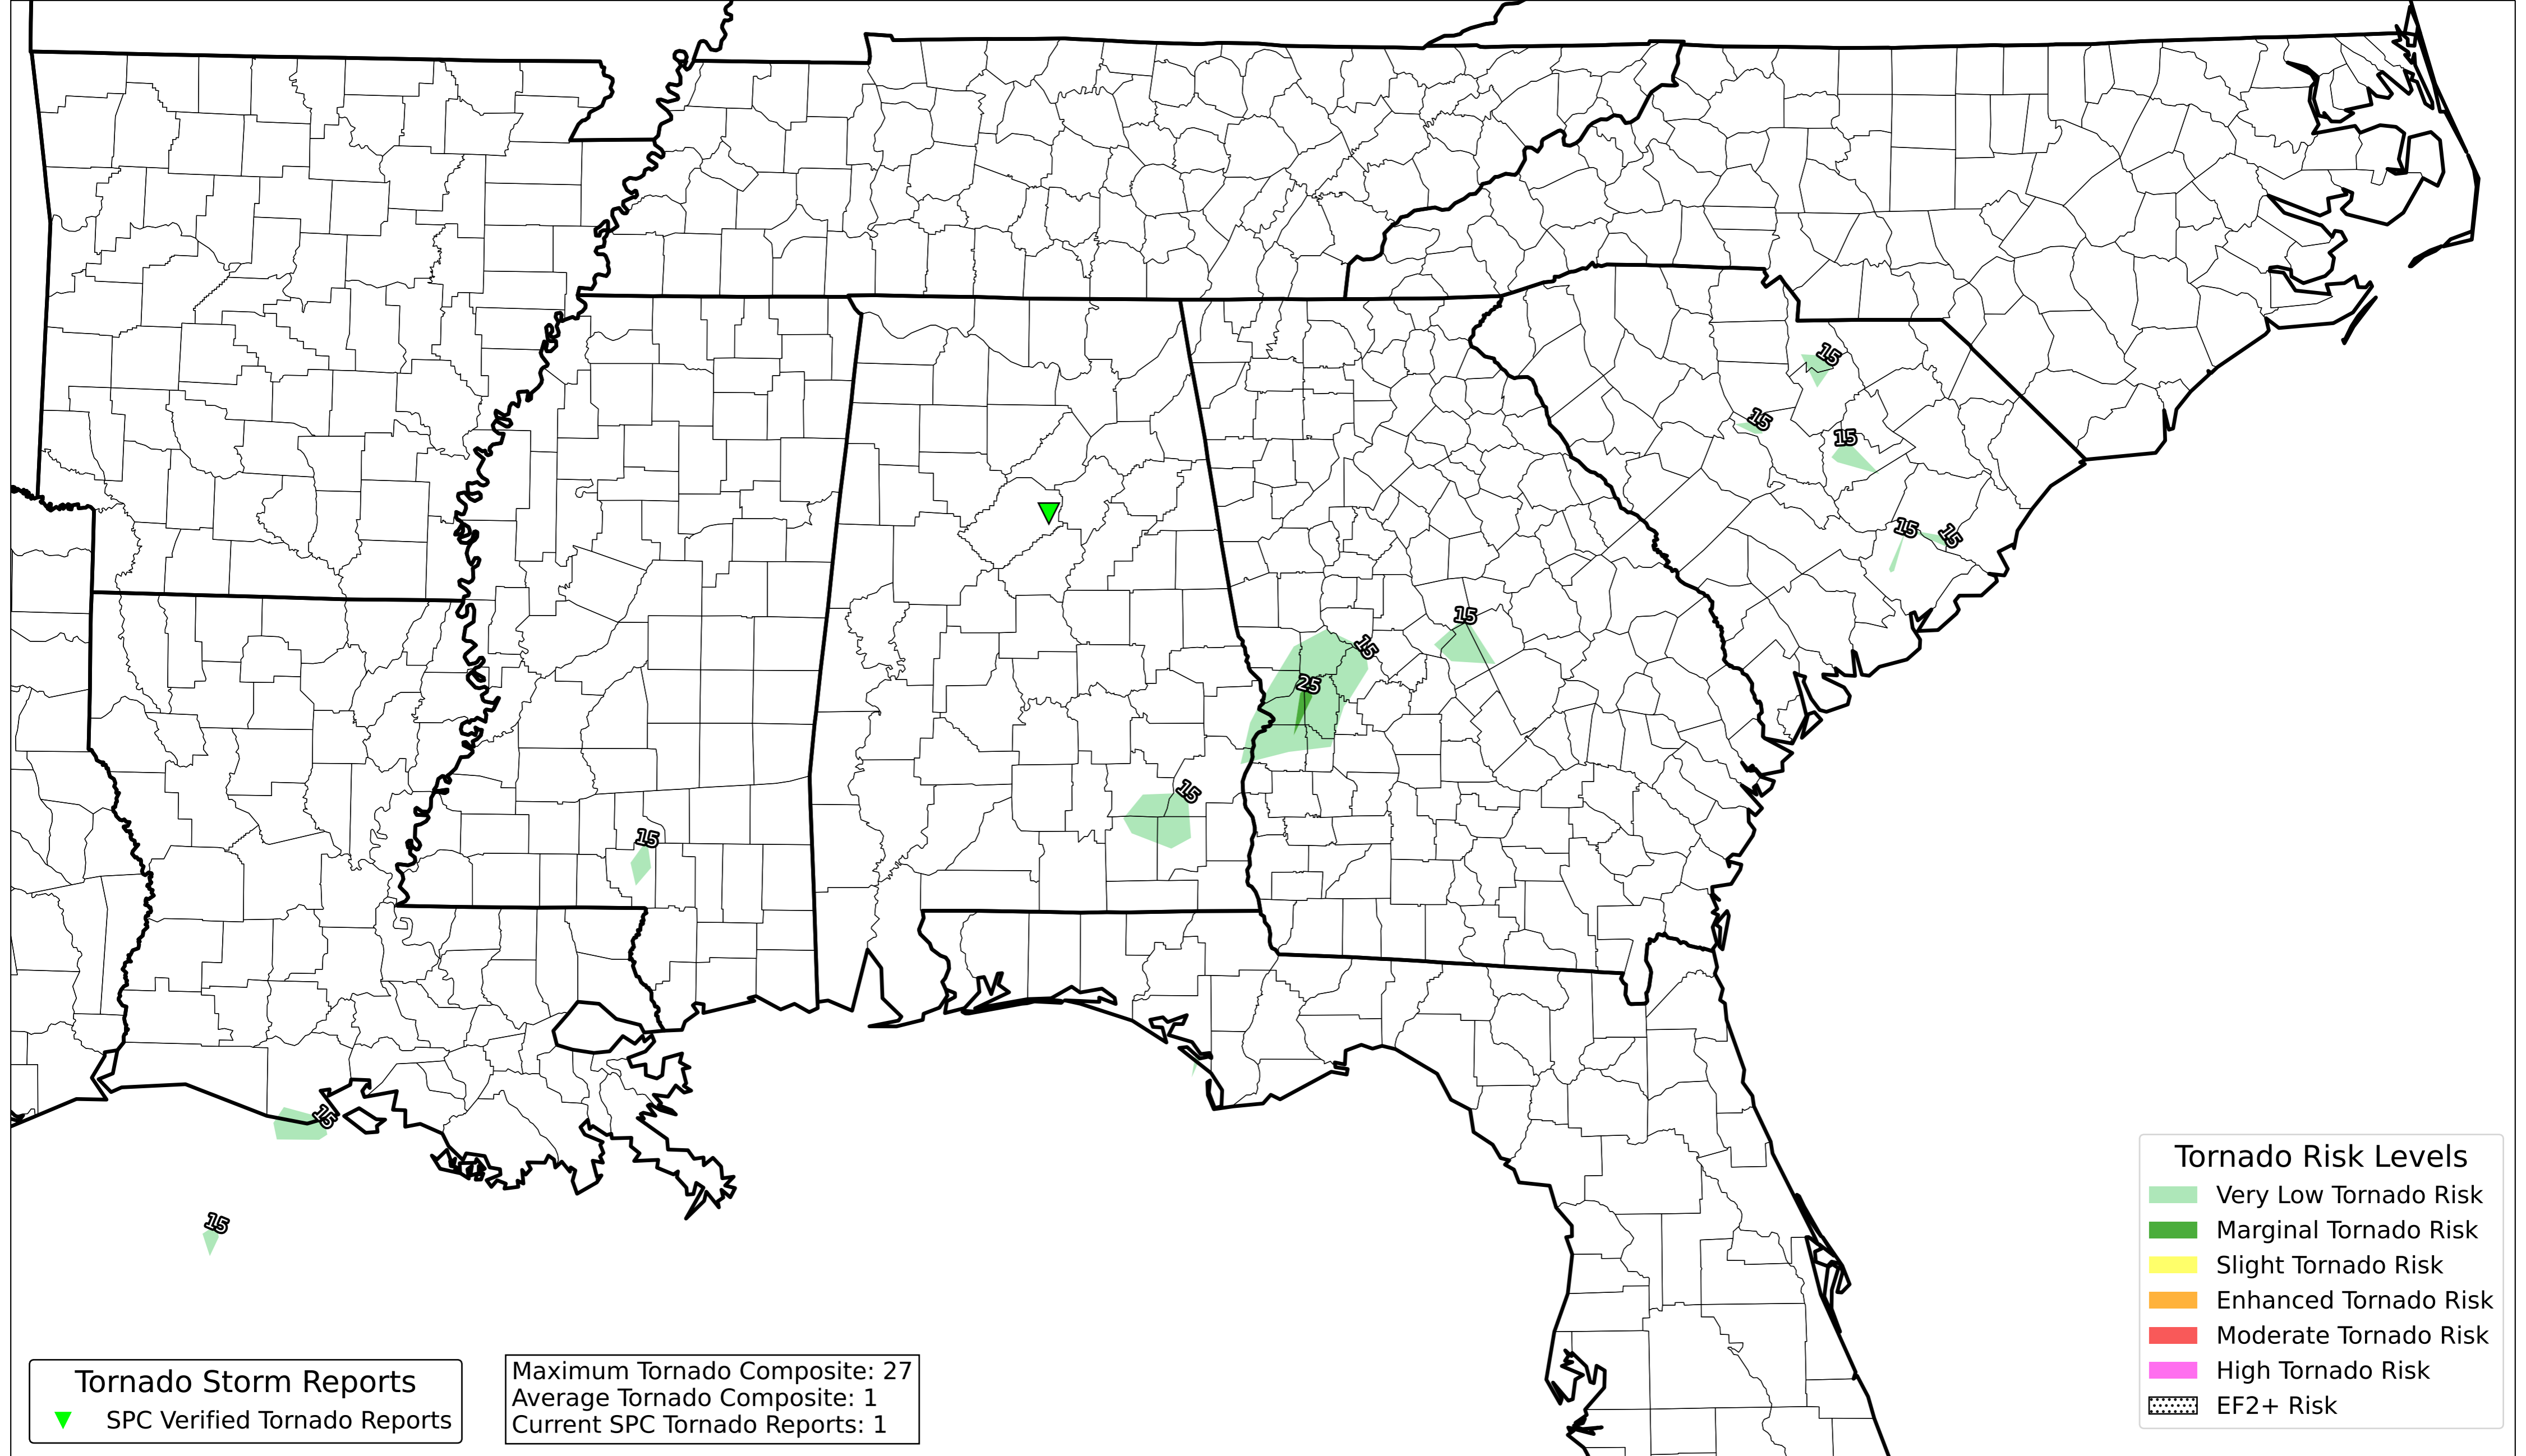 15
15
15
15
15
15
15
25
15
15
15
15
Tornado Risk Levels
Very Low Tornado Risk
Marginal Tornado Risk
Slight Tornado Risk
Enhanced Tornado Risk
Moderate Tornado Risk
High Tornado Risk
EF2+ Risk
Tornado Storm Reports
SPC Verified Tornado Reports
Maximum Tornado Composite: 27
Average Tornado Composite: 1
Current SPC Tornado Reports: 1